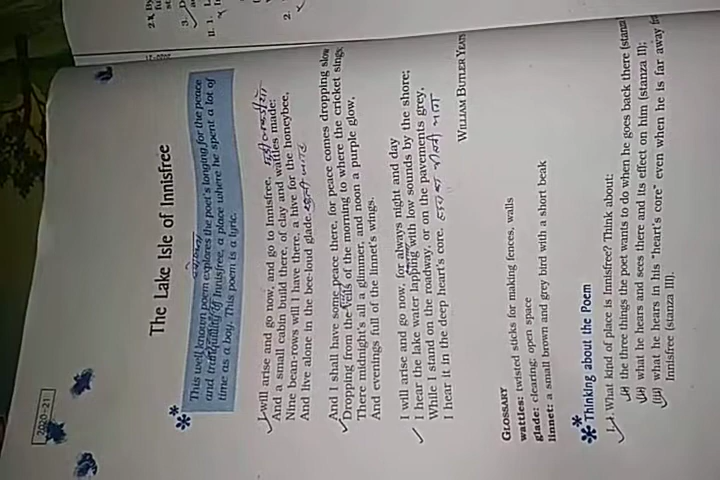 2020-21
The Lake Isle of Innisfree
This well known poem explores the poet's longing for the peace
and tranquility of Innisfree, a place where he spent a lot of
time as a boy. This poem is a lyric.
I will arise and go now, and go to Innisfree,
And a small cabin build there, of clay and wattles made:
Nine bean rows will I have there, a hive for the honeybee,
And live alone in the bee-loud glade.
And I shall have some peace there, for peace comes dropping slow
Dropping from the veils of the morning to where the cricket sings;
There midnight's all a glimmer, and noon a purple glow,
And evenings full of the linnet's wings.
I will arise and go now, for always night and day
I hear the lake water lapping with low sounds by the shore;
While I stand on the roadway, or on the pavements grey,
I hear it in the deep heart's core.
WILLIAM BUTLER YEATS
GLOSSARY
wattles: twisted sticks for making fences, walls
glade: clearing; open space
linnet: a small brown and grey bird with a short beak
Thinking about the Poem
I. 1. What kind of place is Innisfree? Think about:
(i) the three things the poet wants to do when he goes back there (stanza
(ii) what he hears and sees there and its effect on him (stanza II);
(iii) what he hears in his "heart's core" even when he is far away
Innisfree (stanza III).
2.
3.
II. 1.
2.